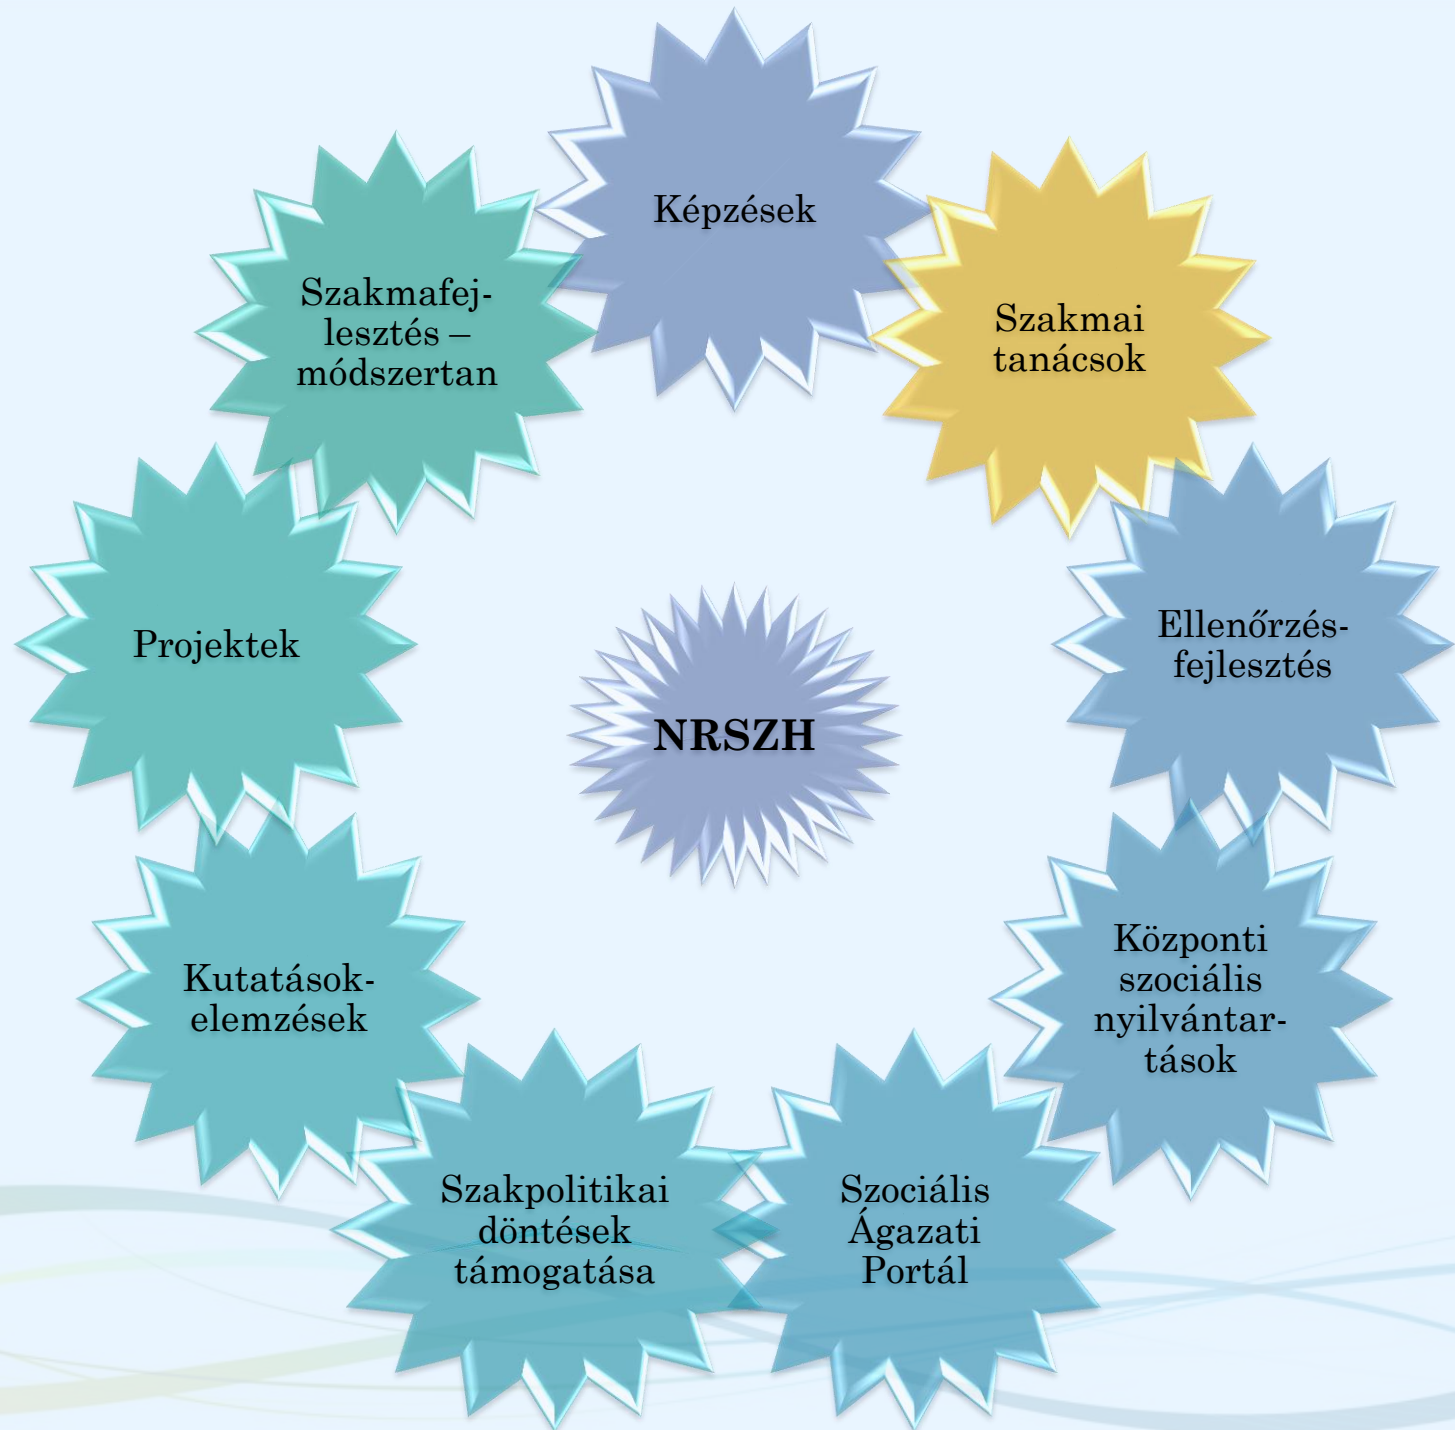 Képzések
Szakmai
tanácsok
Ellenőrzés-
fejlesztés
Központi
szociális
nyilvántar-
tások
Szociális
Ágazati
Portál
Szakpolitikai
döntések
támogatása
Kutatások-
elemzések
Projektek
Szakmafej-
lesztés –
módszertan
NRSZH